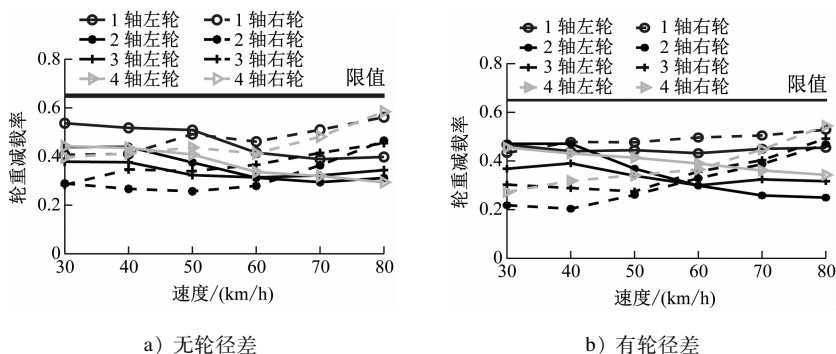 1 轴左轮 1 轴右轮
2 轴左轮 2 轴右轮
3 轴左轮 3 轴右轮
4 轴左轮 4 轴右轮
限值
轮重减载率
0.8
0.6
0.4
0.2
0
30 40 50 60 70 80
速度/(km/h)
a）无轮径差
1 轴左轮 1 轴右轮
2 轴左轮 2 轴右轮
3 轴左轮 3 轴右轮
4 轴左轮 4 轴右轮
限值
轮重减载率
0.8
0.6
0.4
0.2
0
30 40 50 60 70 80
速度/(km/h)
b）有轮径差